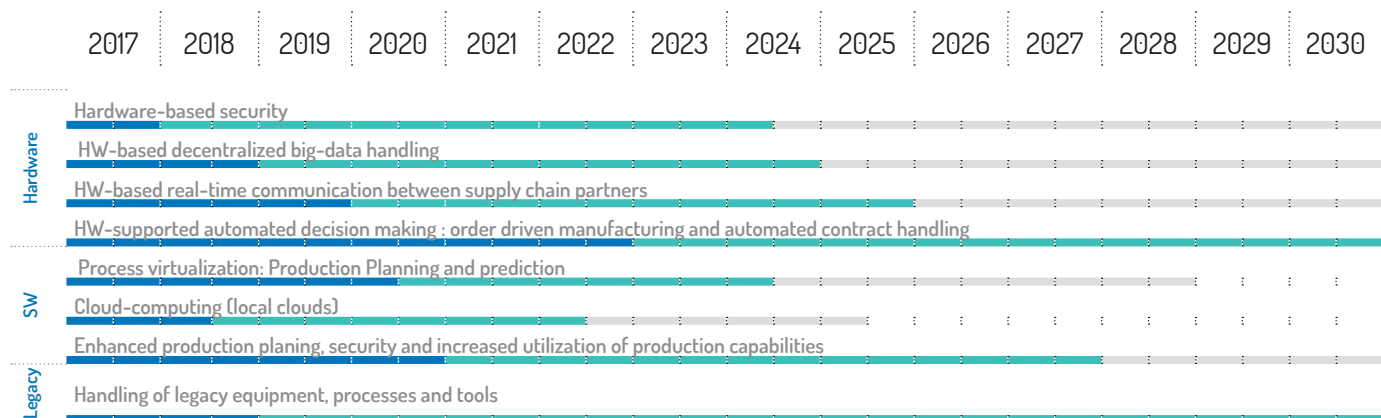 2017 2018 2019 2020 2021 2022 2023 2024 2025 2026 2027 2028 2029 2030
Hardware
Hardware-based security
HW-based decentralized big-data handling
HW-based real-time communication between supply chain partners
HW-supported automated decision making : order driven manufacturing and automated contract handling
SW
Process virtualization: Production Planning and prediction
Cloud-computing (local clouds)
Enhanced production planing, security and increased utilization of production capabilities
Legacy
Handling of legacy equipment, processes and tools